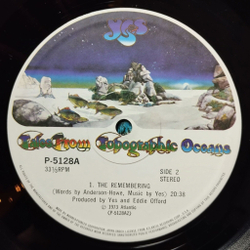 yes
Tales From Topographic Oceans
P-5128A
33⅓RPM
SIDE 2
STEREO
1. THE REMEMBERING
(Words by Anderson-Howe, Music by Yes) 20:38
Produced by Yes and Eddie Offord
℗ 1973 Atlantic
(P-5128A2)